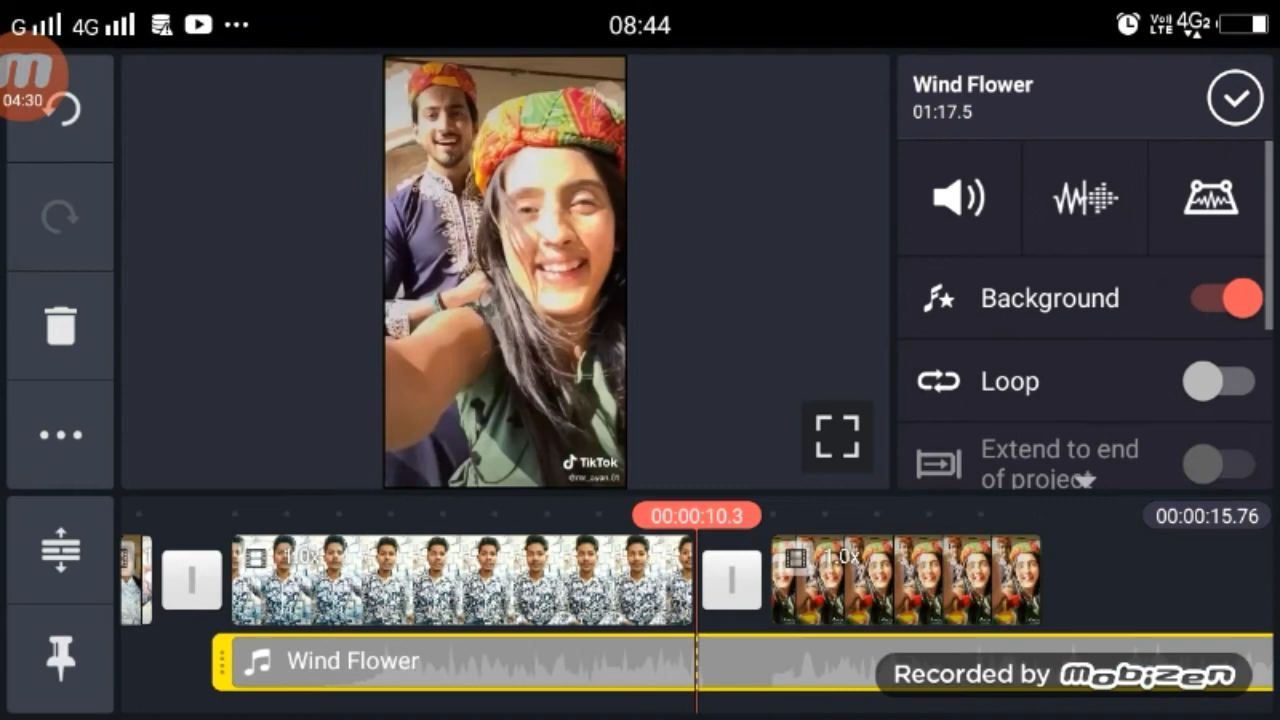 G 4G 08:44 VoII LTE 4G2
04:30
Wind Flower
01:17.5
Background
Loop
Extend to end
of project
TikTok
00:00:10.3
00:00:15.76
1.0x
1.0x
Wind Flower
Recorded by mobizen